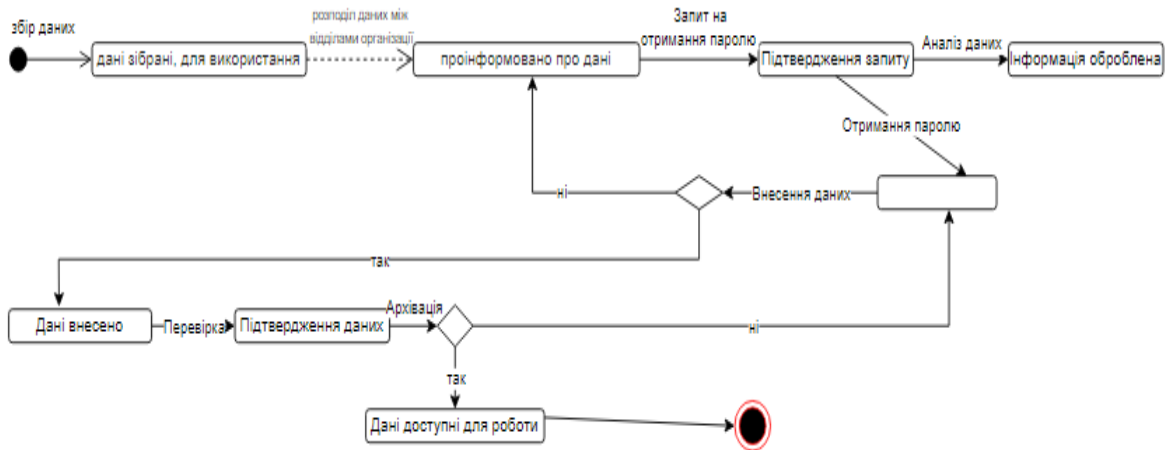 збір даних
розподіл даних між
відділами організації
Запит на
отримання паролю
Аналіз даних
дані зібрані, для використання
проінформовано про дані
Підтвердження запиту
Інформація оброблена
Отримання паролю
ні
Внесення даних
так
Дані внесено
Перевірка
Підтвердження даних
Архівація
ні
так
Дані доступні для роботи